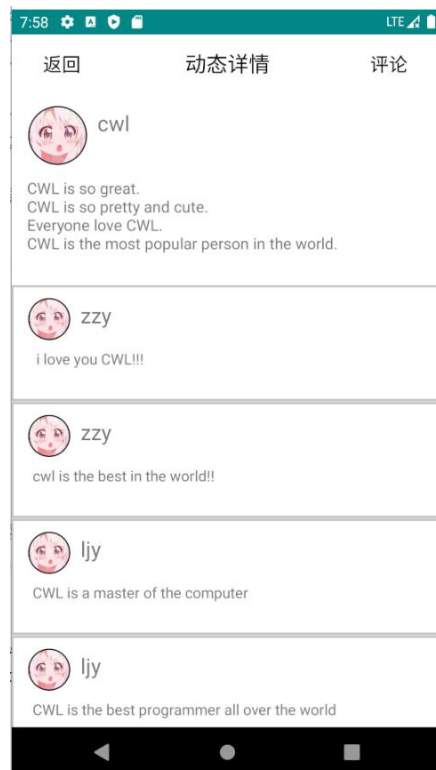 7:58 LTE
返回 动态详情 评论
cwl
CWL is so great.
CWL is so pretty and cute.
Everyone love CWL.
CWL is the most popular person in the world.
zzy
i love you CWL!!!
zzy
cwl is the best in the world!!
ljy
CWL is a master of the computer
ljy
CWL is the best programmer all over the world